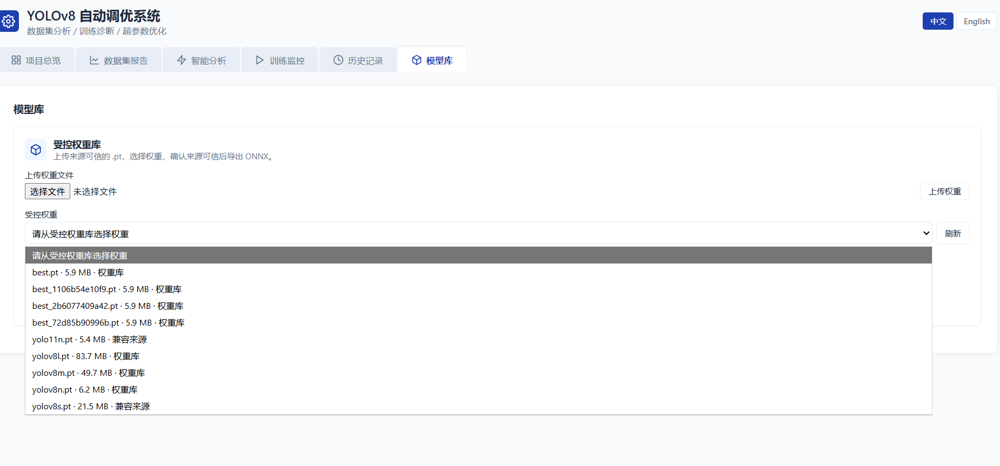 YOLOv8 自动调优系统
数据集分析 / 训练诊断 / 超参数优化
中文
English
项目总览
数据集报告
智能分析
训练监控
历史记录
模型库
模型库
受控权重库
上传来源可信的 .pt，选择权重，确认来源可信后导出 ONNX。
上传权重文件
选择文件 未选择文件
上传权重
受控权重
请从受控权重库选择权重
刷新
请从受控权重库选择权重
best.pt · 5.9 MB · 权重库
best_1106b54e10f9.pt · 5.9 MB · 权重库
best_2b6077409a42.pt · 5.9 MB · 权重库
best_72d85b90996b.pt · 5.9 MB · 权重库
yolo11n.pt · 5.4 MB · 兼容来源
yolov8l.pt · 83.7 MB · 权重库
yolov8m.pt · 49.7 MB · 权重库
yolov8n.pt · 6.2 MB · 权重库
yolov8s.pt · 21.5 MB · 兼容来源